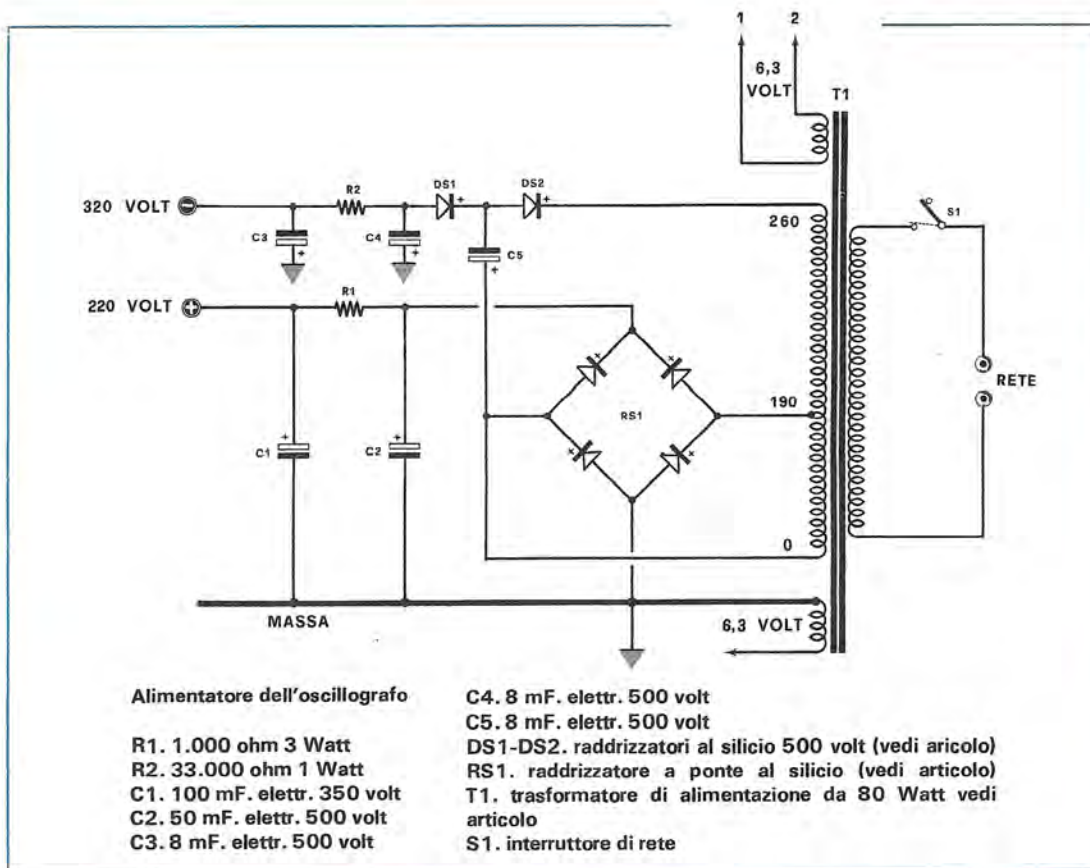 1 2
6,3
VOLT
T1
R2
DS1
+
DS2
+
320 VOLT -
260
S1
C3
+
C4
+
C5
+
R1
220 VOLT +
+
+
190
RS1
RETE
+
C1
+
C2
+
+
0
MASSA
6,3 VOLT
Alimentatore dell'oscillografo
R1. 1.000 ohm 3 Watt
R2. 33.000 ohm 1 Watt
C1. 100 mF. elettr. 350 volt
C2. 50 mF. elettr. 500 volt
C3. 8 mF. elettr. 500 volt
C4. 8 mF. elettr. 500 volt
C5. 8 mF. elettr. 500 volt
DS1-DS2. raddrizzatori al silicio 500 volt (vedi aricolo)
RS1. raddrizzatore a ponte al silicio (vedi articolo)
T1. trasformatore di alimentazione da 80 Watt vedi
articolo
S1. interruttore di rete